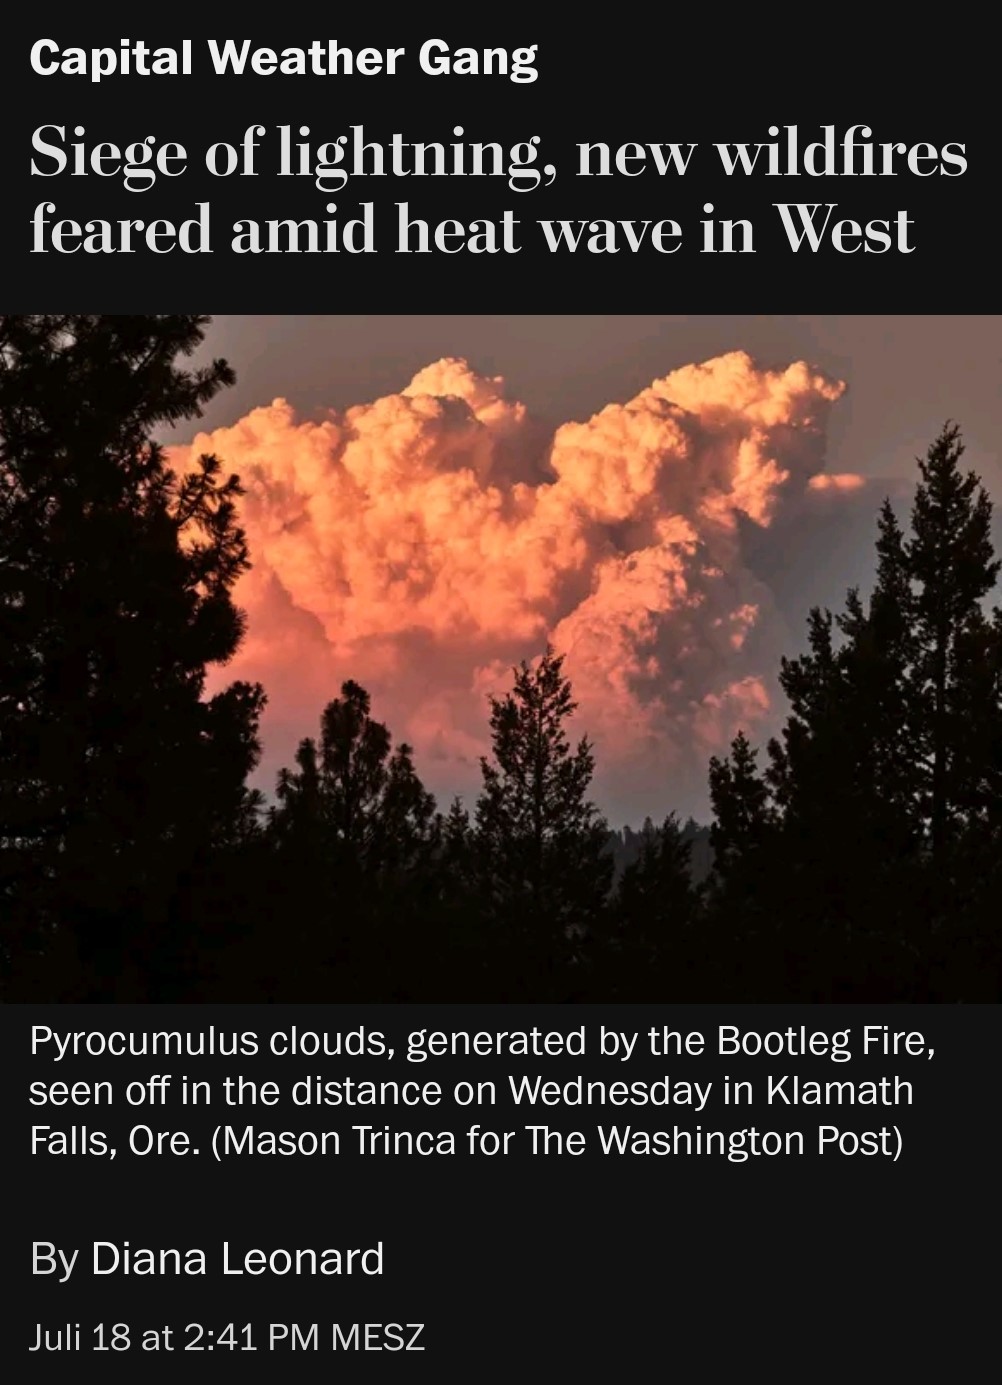 Capital Weather Gang
Siege of lightning, new wildfires
feared amid heat wave in West
Pyrocumulus clouds, generated by the Bootleg Fire,
seen off in the distance on Wednesday in Klamath
Falls, Ore. (Mason Trinca for The Washington Post)
By Diana Leonard
Juli 18 at 2:41 PM MESZ